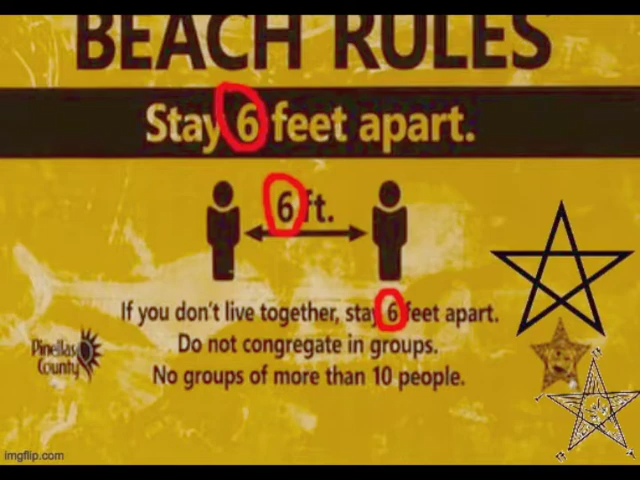 BEACH RULES
Stay 6 feet apart.
6 ft.
If you don't live together, stay 6 feet apart.
Do not congregate in groups.
No groups of more than 10 people.
Pinellas
County
imgflip.com